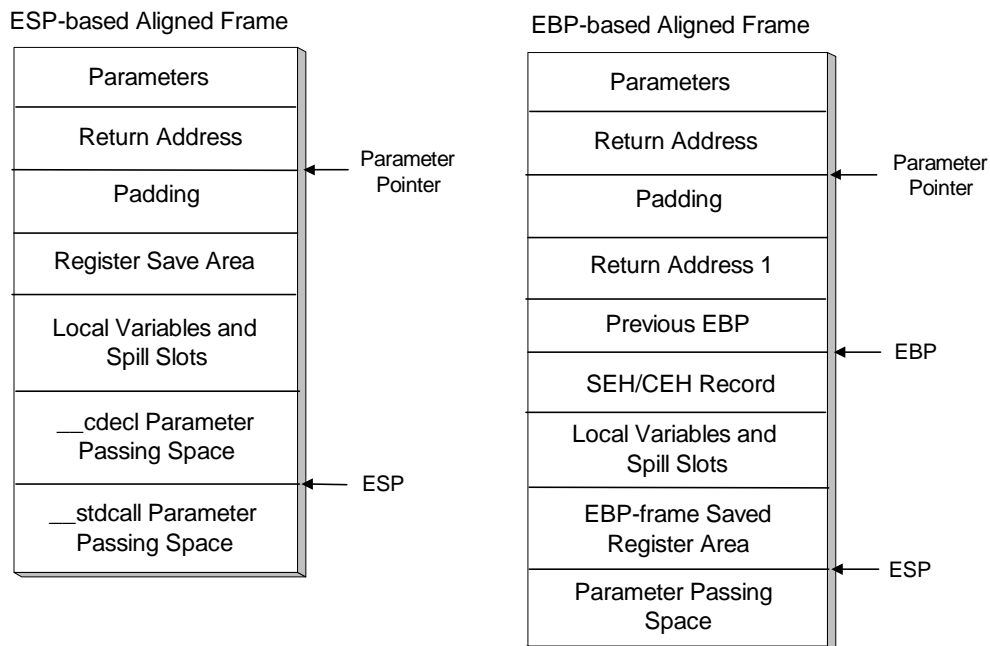 ESP-based Aligned Frame
Parameters
Return Address
Parameter
Pointer
Padding
Register Save Area
Local Variables and
Spill Slots
__cdecl Parameter
Passing Space
ESP
__stdcall Parameter
Passing Space
EBP-based Aligned Frame
Parameters
Return Address
Parameter
Pointer
Padding
Return Address 1
Previous EBP
EBP
SEH/CEH Record
Local Variables and
Spill Slots
EBP-frame Saved
Register Area
ESP
Parameter Passing
Space